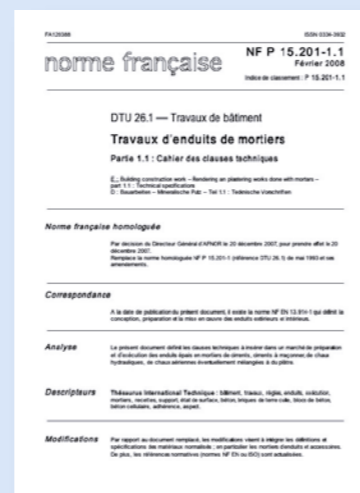 FA126388 ISSN 0335-3932
norme française
NF P 15.201-1.1
Février 2008
Indice de classement : P 15.201-1.1
DTU 26.1 — Travaux de bâtiment
Travaux d'enduits de mortiers
Partie 1.1 : Cahier des clauses techniques
E : Building construction work – Rendering an plastering works done with mortars –
part 1.1 : Technical specifications
D : Bauarbeiten – Mineralische Putz – Teil 1.1 : Technische Vorschriften
Norme française homologuée
Par décision du Directeur Général d'AFNOR le 20 décembre 2007, pour prendre effet le 20
décembre 2007.
Remplace la norme homologuée NF P 15.201-1 (référence DTU 26.1) de mai 1993 et ses
amendements.
Correspondance
A la date de publication du présent document, il existe la norme NF EN 13.914-1 qui définit la
conception, préparation et la mise en œuvre des enduits extérieurs et intérieurs.
Analyse
Le présent document définit les clauses techniques à insérer dans un marché de préparation
et d'exécution des enduits épais en mortiers de ciments, ciments à maçonner, de chaux
hydrauliques, de chaux aériennes éventuellement mélangées à du plâtre.
Descripteurs
Thésaurus International Technique : bâtiment, travaux, règles, enduits, exécution,
mortiers, recettes, support, état de surface, béton, briques de terre cuite, blocs de béton,
béton cellulaire, adhérence, aspect.
Modifications
Par rapport au document remplacé, les modifications visent à intégrer les définitions et
spécifications des matériaux normalisés ; en particulier les mortiers d'enduits et accessoires.
De plus, les références normatives (normes NF EN ou ISO) sont actualisées.